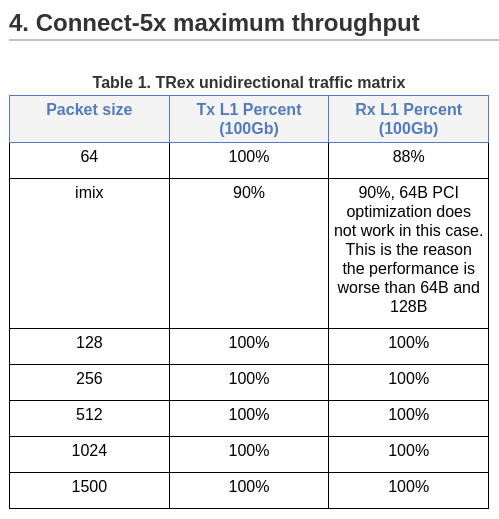 4. Connect-5x maximum throughput
Table 1. TRex unidirectional traffic matrix
Packet size
Tx L1 Percent
(100Gb)
Rx L1 Percent
(100Gb)
64
100%
88%
imix
90%
90%, 64B PCI
optimization does
not work in this case.
This is the reason
the performance is
worse than 64B and
128B
128
100%
100%
256
100%
100%
512
100%
100%
1024
100%
100%
1500
100%
100%